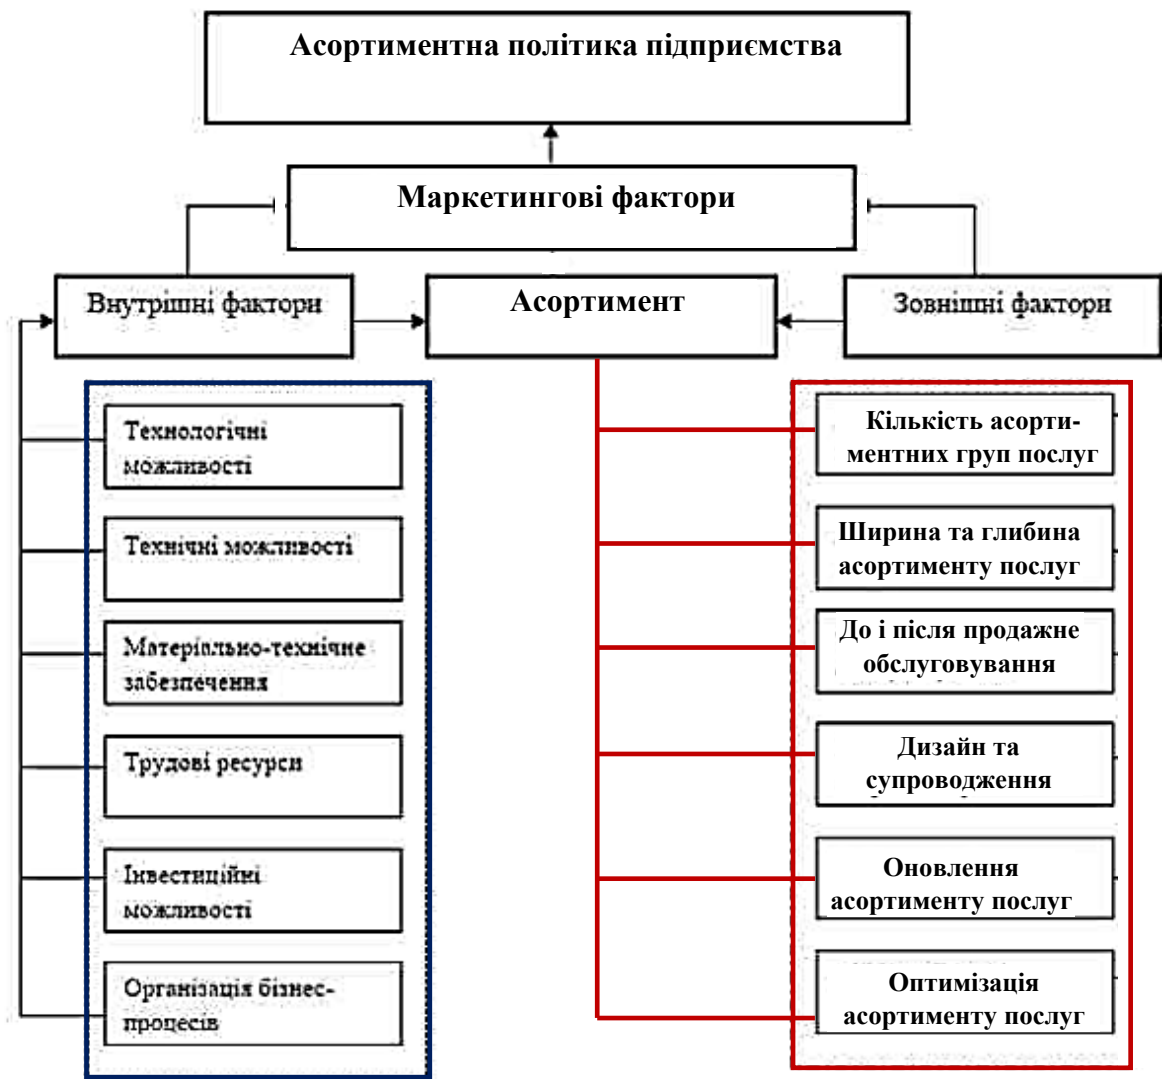 Асортиментна політика підприємства
Маркетингові фактори
Внутрішні фактори
Асортимент
Зовнішні фактори
Технологічні
можливості
Технічні можливості
Матеріально-технічне
забезпечення
Трудові ресурси
Інвестиційні
можливості
Організація бізнес-
процесів
Кількість асорти-
ментних груп послуг
Ширина та глибина
асортименту послуг
До і після продажне
обслуговування
Дизайн та
супроводження
Оновлення
асортименту послуг
Оптимізація
асортименту послуг